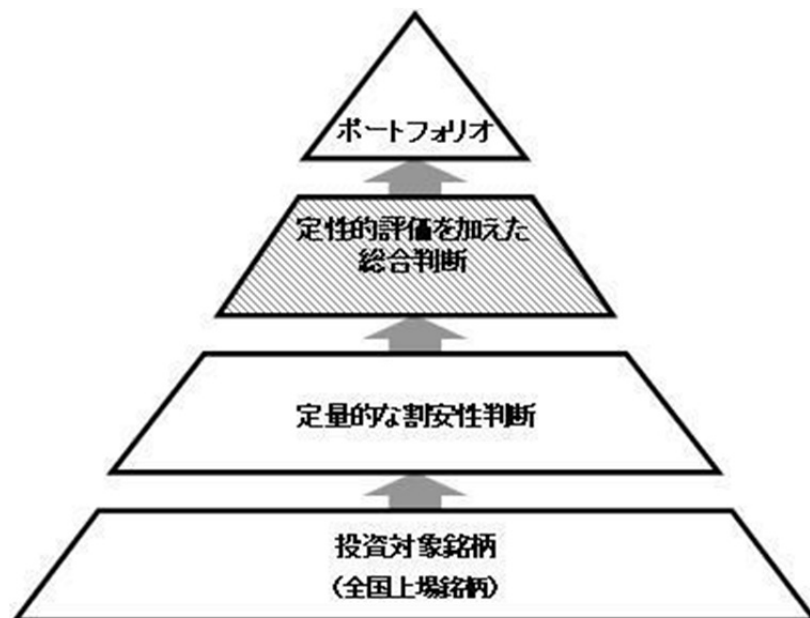 ポートフォリオ
定性的評価を加えた
総合判断
定量的な割安性判断
投資対象銘柄
(全国上場銘柄)